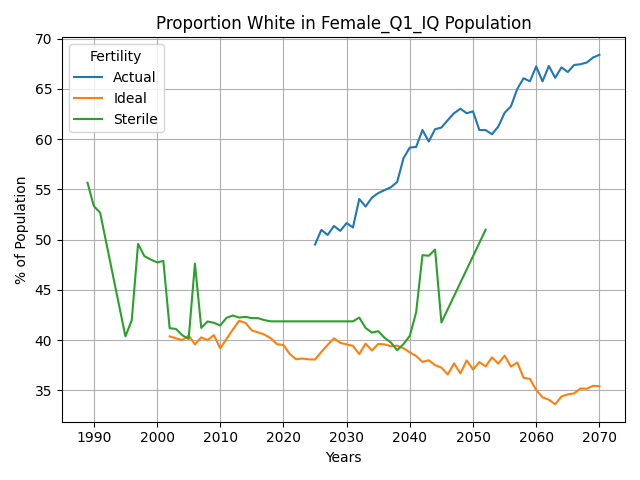 Proportion White in Female_Q1_IQ Population
Fertility
Actual
Ideal
Sterile
% of Population
70
65
60
55
50
45
40
35
1990 2000 2010 2020 2030 2040 2050 2060 2070
Years